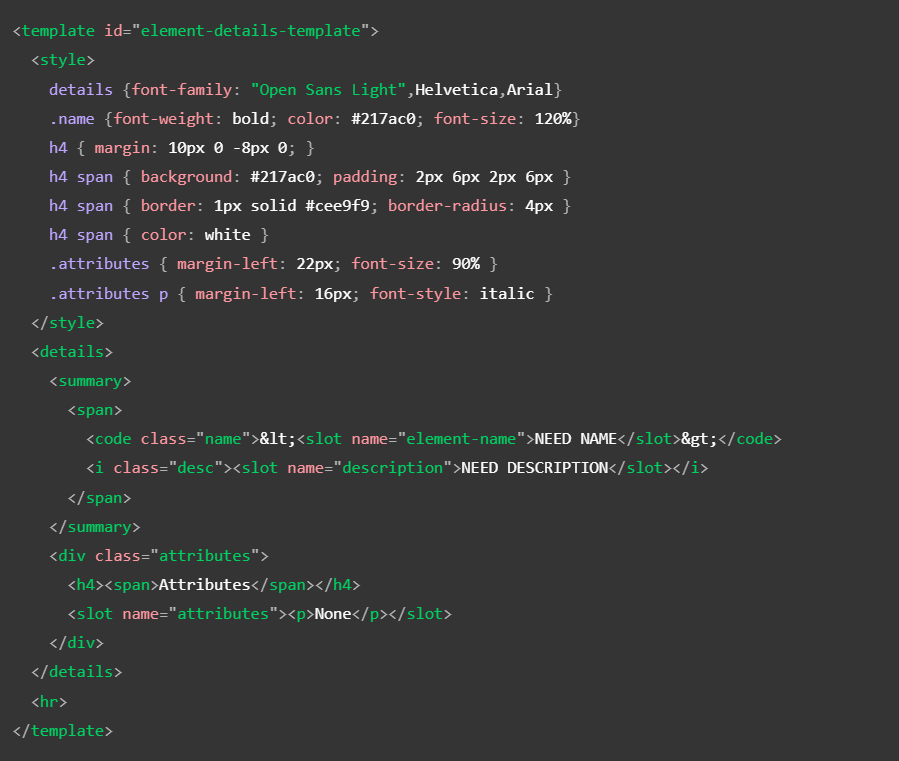 <template id="element-details-template">
  <style>
    details {font-family: "Open Sans Light",Helvetica,Arial}
    .name {font-weight: bold; color: #217ac0; font-size: 120%}
    h4 { margin: 10px 0 -8px 0; }
    h4 span { background: #217ac0; padding: 2px 6px 2px 6px }
    h4 span { border: 1px solid #cee9f9; border-radius: 4px }
    h4 span { color: white }
    .attributes { margin-left: 22px; font-size: 90% }
    .attributes p { margin-left: 16px; font-style: italic }
  </style>
  <details>
    <summary>
      <span>
        <code class="name">&lt;<slot name="element-name">NEED NAME</slot>&gt;</code>
        <i class="desc"><slot name="description">NEED DESCRIPTION</slot></i>
      </span>
    </summary>
    <div class="attributes">
      <h4><span>Attributes</span></h4>
      <slot name="attributes"><p>None</p></slot>
    </div>
  </details>
  <hr>
</template>